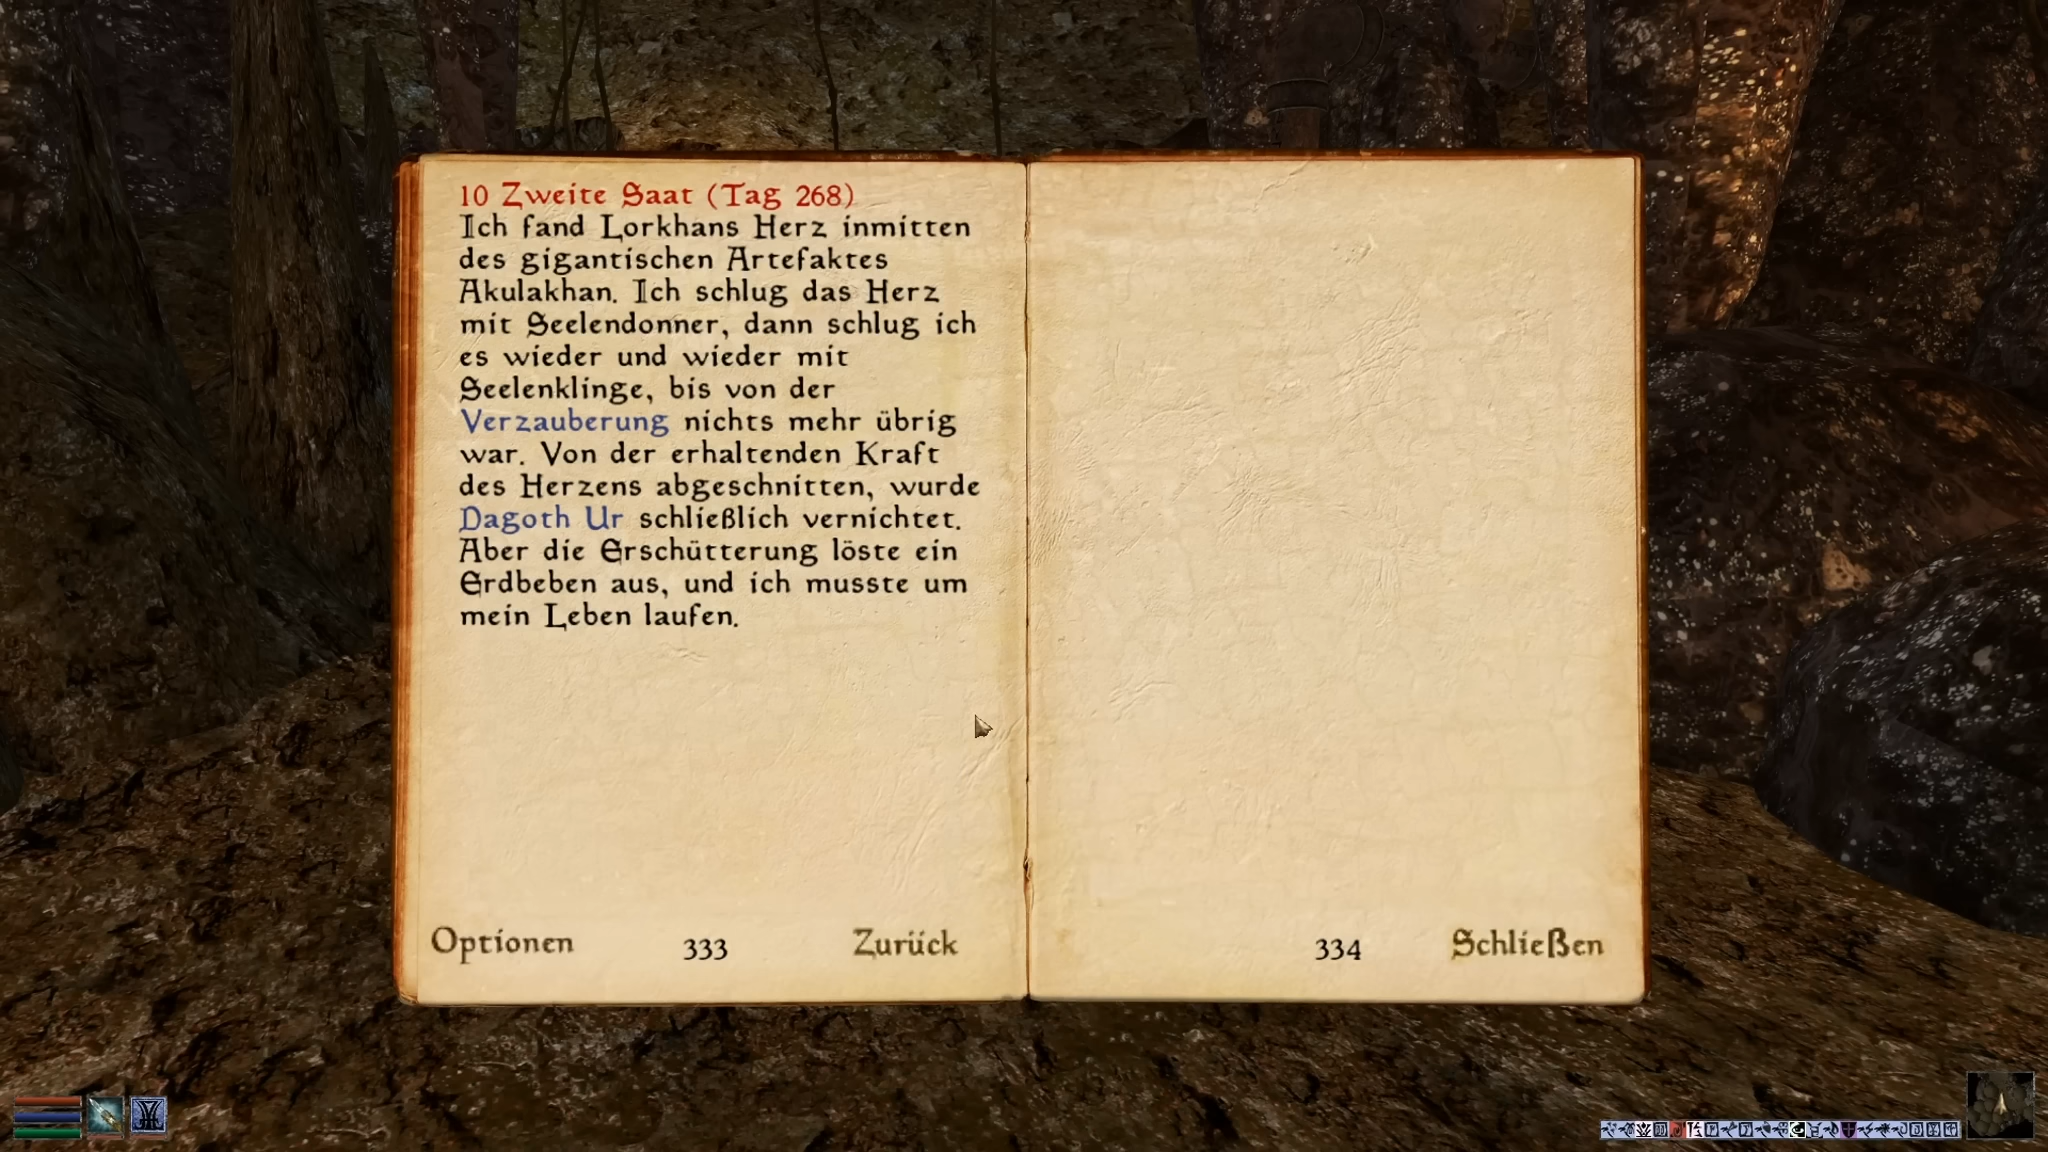 10 Zweite Saat (Tag 268)
Ich fand Lorkhans Herz inmitten
des gigantischen Artefaktes
Akulakhan. Ich schlug das Herz
mit Seelendonner, dann schlug ich
es wieder und wieder mit
Seelenklinge, bis von der
Verzauberung nichts mehr übrig
war. Von der erhaltenden Kraft
des Herzens abgeschnitten, wurde
Dagoth Ur schließlich vernichtet.
Aber die Erschütterung löste ein
Erdbeben aus, und ich musste um
mein Leben laufen.
Optionen
333
Zurück
334
Schließen